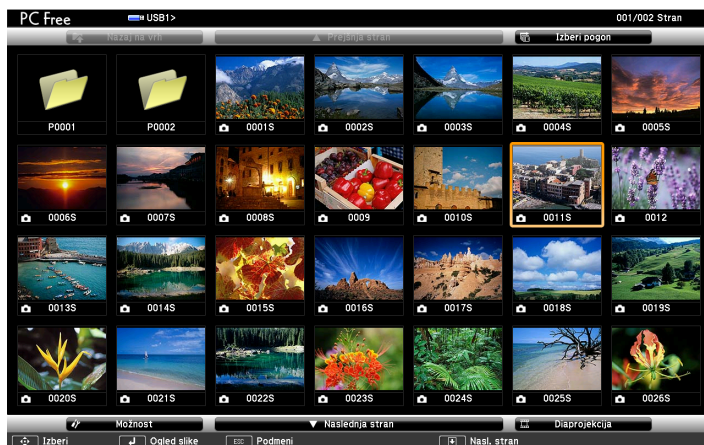 PC Free USB1> 001/002 Stran
Nazaj na vrh Prejšnja stran Izberi pogon
P0001 P0002 0001S 0002S 0003S 0004S 0005S
0006S 0007S 0008S 0009 0010S 0011S 0012
0013S 0014S 0015S 0016S 0017S 0018S 0019S
0020S 0021S 0022S 0023S 0024S 0025S 0026S
Možnost Naslednja stran Diaprojekcija
Izberi Ogled slike ESC Podmeni Nasl. stran